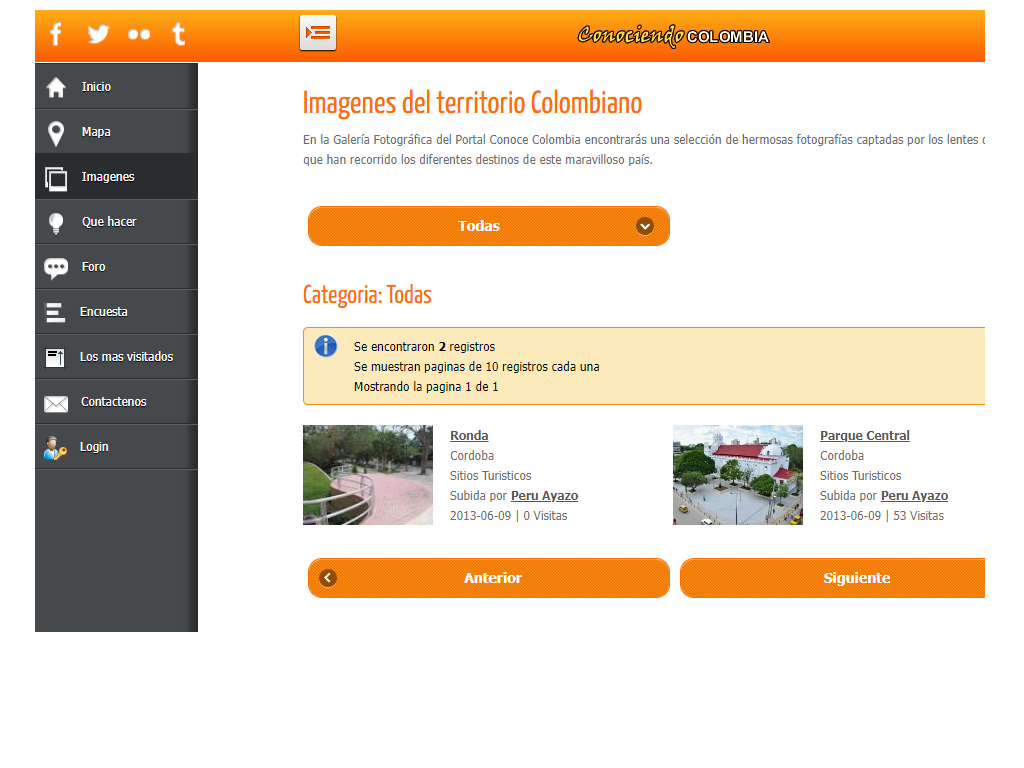 Conociendo COLOMBIA
Inicio
Mapa
Imagenes
Que hacer
Foro
Encuesta
Los mas visitados
Contactenos
Login
Imagenes del territorio Colombiano
En la Galería Fotográfica del Portal Conoce Colombia encontrarás una selección de hermosas fotografías captadas por los lentes
que han recorrido los diferentes destinos de este maravilloso país.
Todas
Categoria: Todas
Se encontraron 2 registros
Se muestran paginas de 10 registros cada una
Mostrando la pagina 1 de 1
Ronda
Cordoba
Sitios Turisticos
Subida por Peru Ayazo
2013-06-09 | 0 Visitas
Parque Central
Cordoba
Sitios Turisticos
Subida por Peru Ayazo
2013-06-09 | 53 Visitas
Anterior
Siguiente